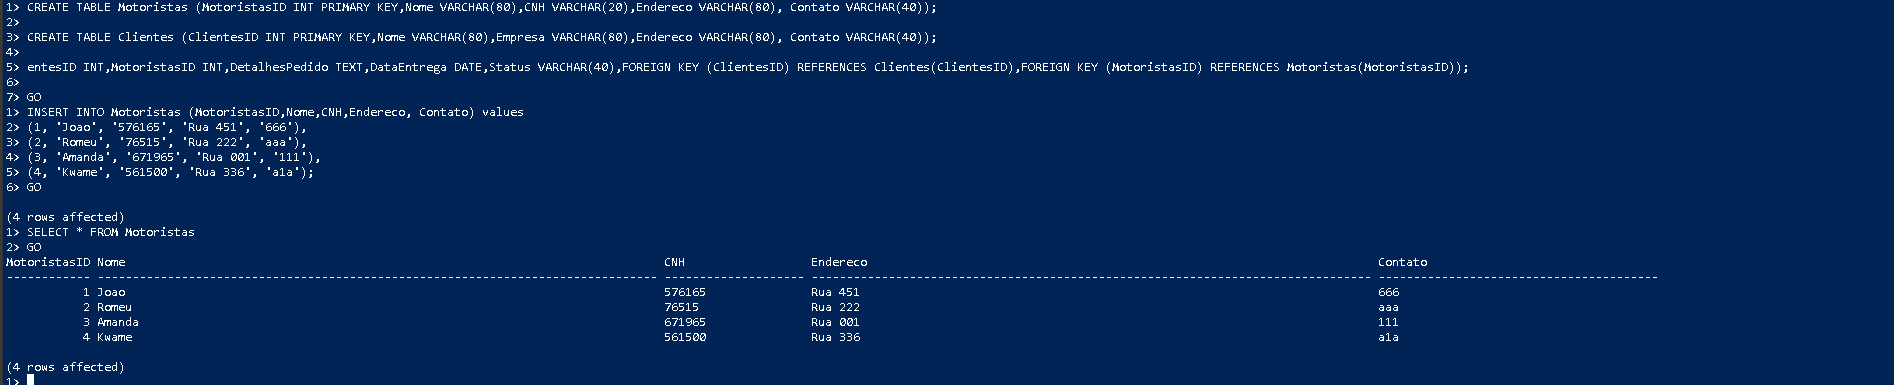 1> CREATE TABLE Motoristas (MotoristasID INT PRIMARY KEY,Nome VARCHAR(80),CNH VARCHAR(20),Endereco VARCHAR(80), Contato VARCHAR(40));
2>
3> CREATE TABLE Clientes (ClientesID INT PRIMARY KEY,Nome VARCHAR(80),Empresa VARCHAR(80),Endereco VARCHAR(80), Contato VARCHAR(40));
4>
5> entesID INT,MotoristasID INT,DetalhesPedido TEXT,DataEntrega DATE,Status VARCHAR(40),FOREIGN KEY (ClientesID) REFERENCES Clientes(ClientesID),FOREIGN KEY (MotoristasID) REFERENCES Motoristas(MotoristasID));
6>
7> GO
1> INSERT INTO Motoristas (MotoristasID,Nome,CNH,Endereco, Contato) values
2> (1, 'Joao', '576165', 'Rua 451', '666'),
3> (2, 'Romeu', '76515', 'Rua 222', 'aaa'),
4> (3, 'Amanda', '671965', 'Rua 001', '111'),
5> (4, 'Kwame', '561500', 'Rua 336', 'a1a');
6> GO
(4 rows affected)
1> SELECT * FROM Motoristas
2> GO
MotoristasID Nome CNH Endereco Contato
------------ -------------------------------------------------------------------------------- -------------------- -------------------------------------------------------------------------------- ----------------------------------------
1 Joao 576165 Rua 451 666
2 Romeu 76515 Rua 222 aaa
3 Amanda 671965 Rua 001 111
4 Kwame 561500 Rua 336 a1a
(4 rows affected)
1>